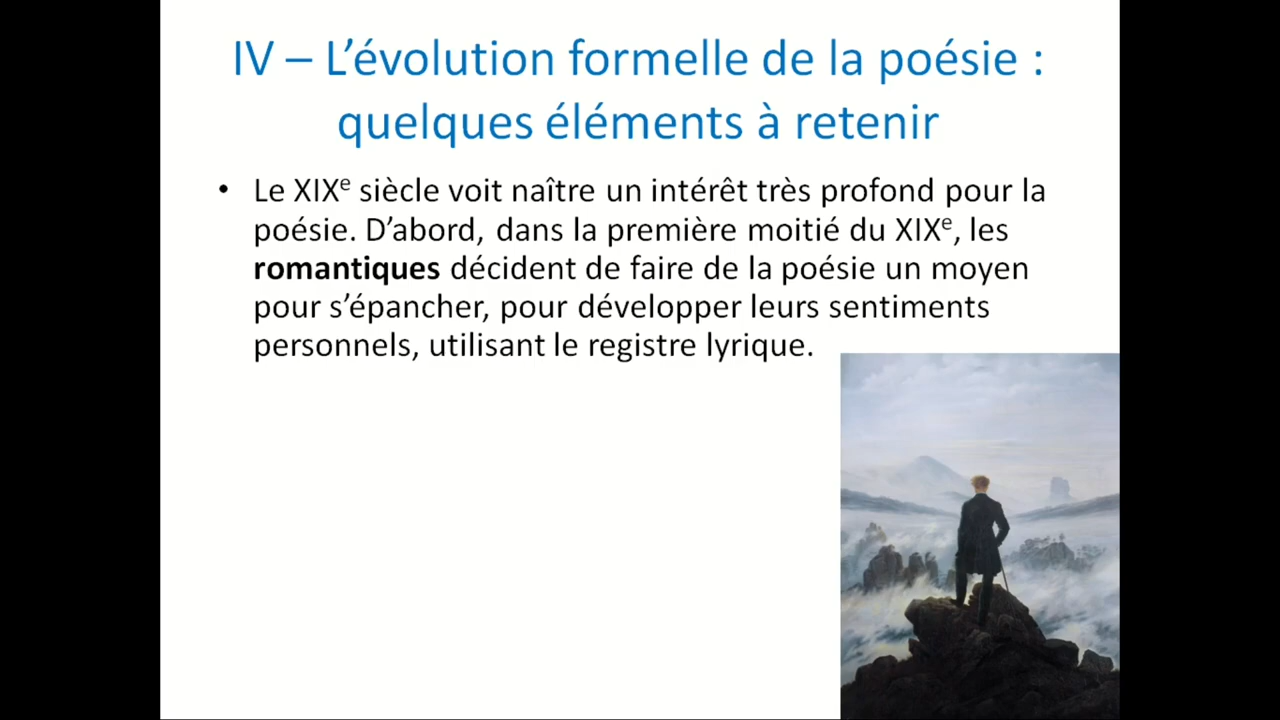 IV – L’évolution formelle de la poésie :
quelques éléments à retenir
• Le XIXe siècle voit naître un intérêt très profond pour la
poésie. D’abord, dans la première moitié du XIXe, les
romantiques décident de faire de la poésie un moyen
pour s’épancher, pour développer leurs sentiments
personnels, utilisant le registre lyrique.